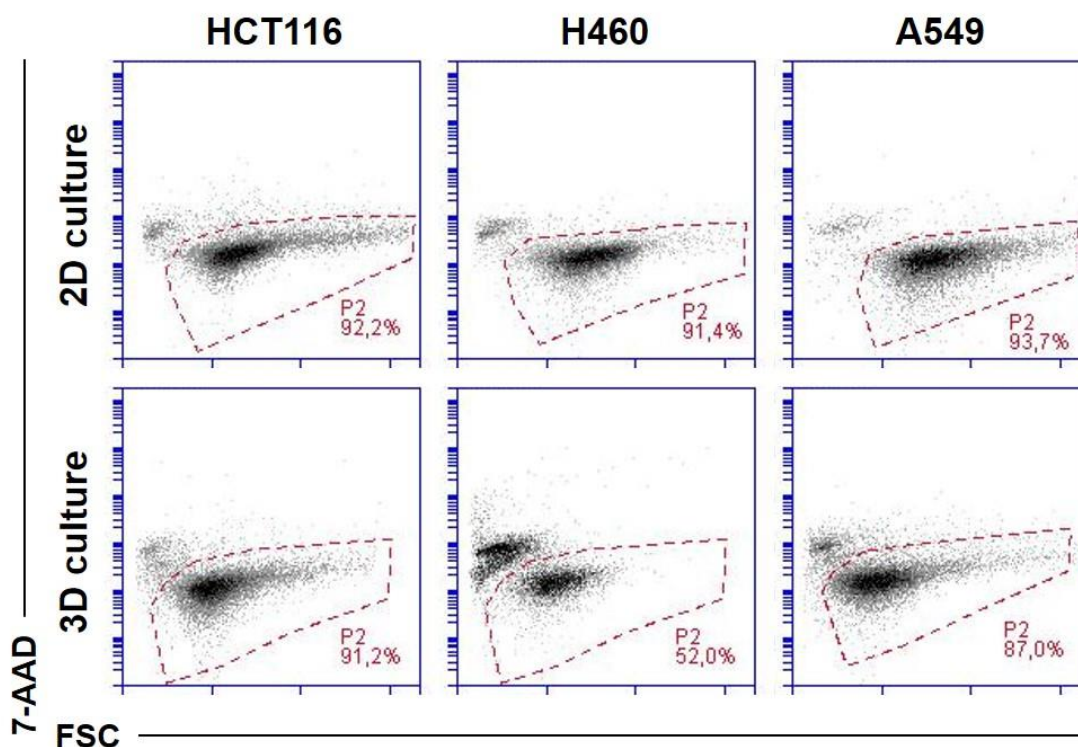 HCT116
H460
A549
2D culture
P2
92,2%
P2
91,4%
P2
93,7%
3D culture
P2
91,2%
P2
52,0%
P2
87,0%
7-AAD
FSC